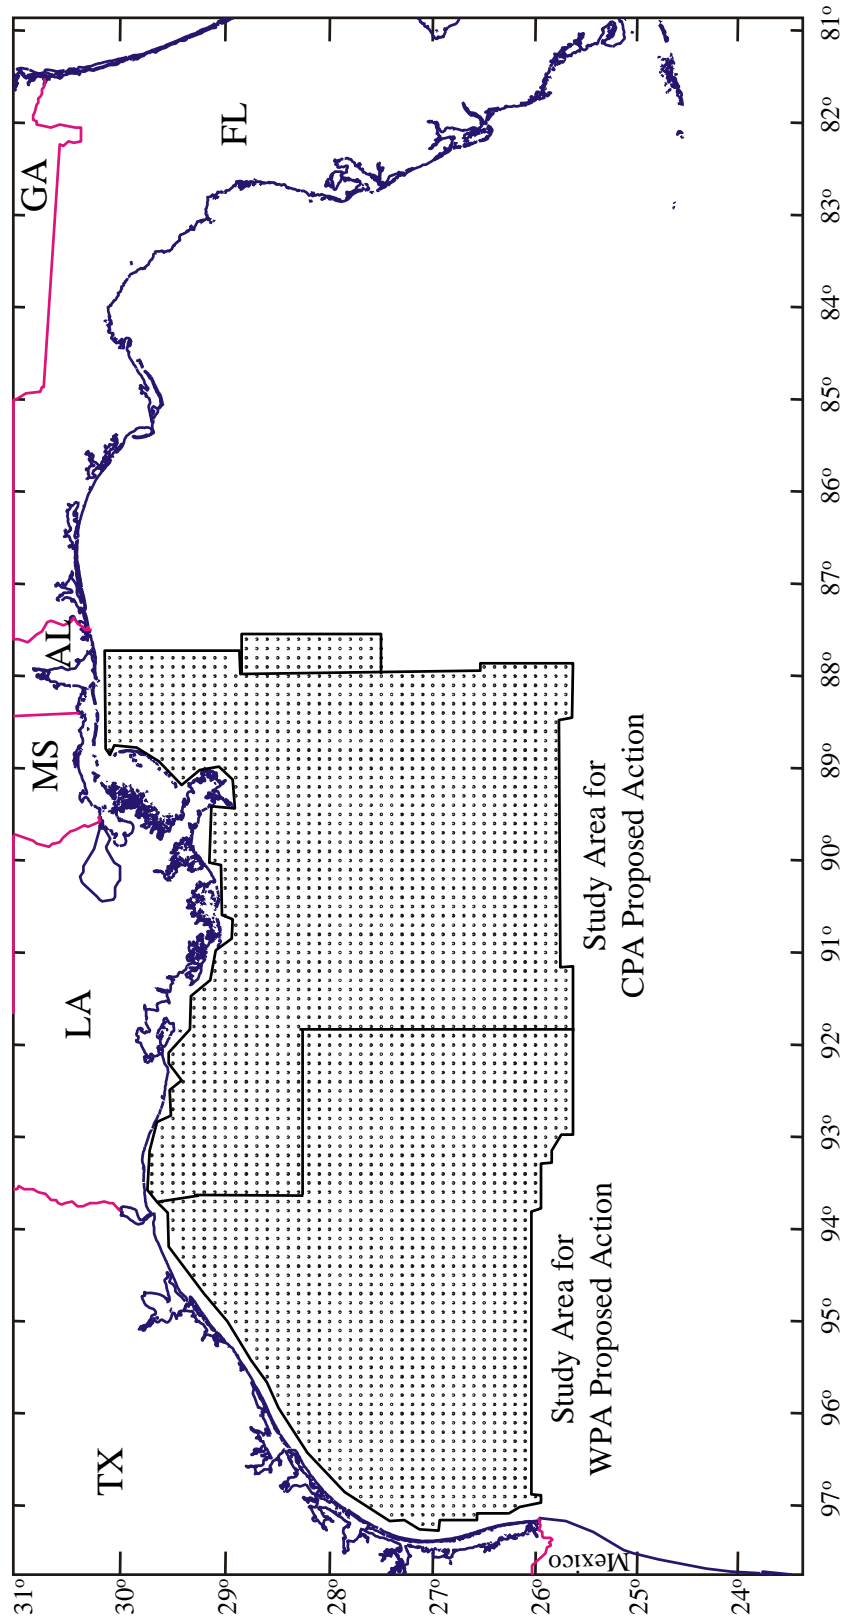 TX
LA
MS
AL
GA
FL
Mexico
Study Area for
WPA Proposed Action
Study Area for
CPA Proposed Action
31°
30°
29°
28°
27°
26°
25°
24°
97°
96°
95°
94°
93°
92°
91°
90°
89°
88°
87°
86°
85°
84°
83°
82°
81°